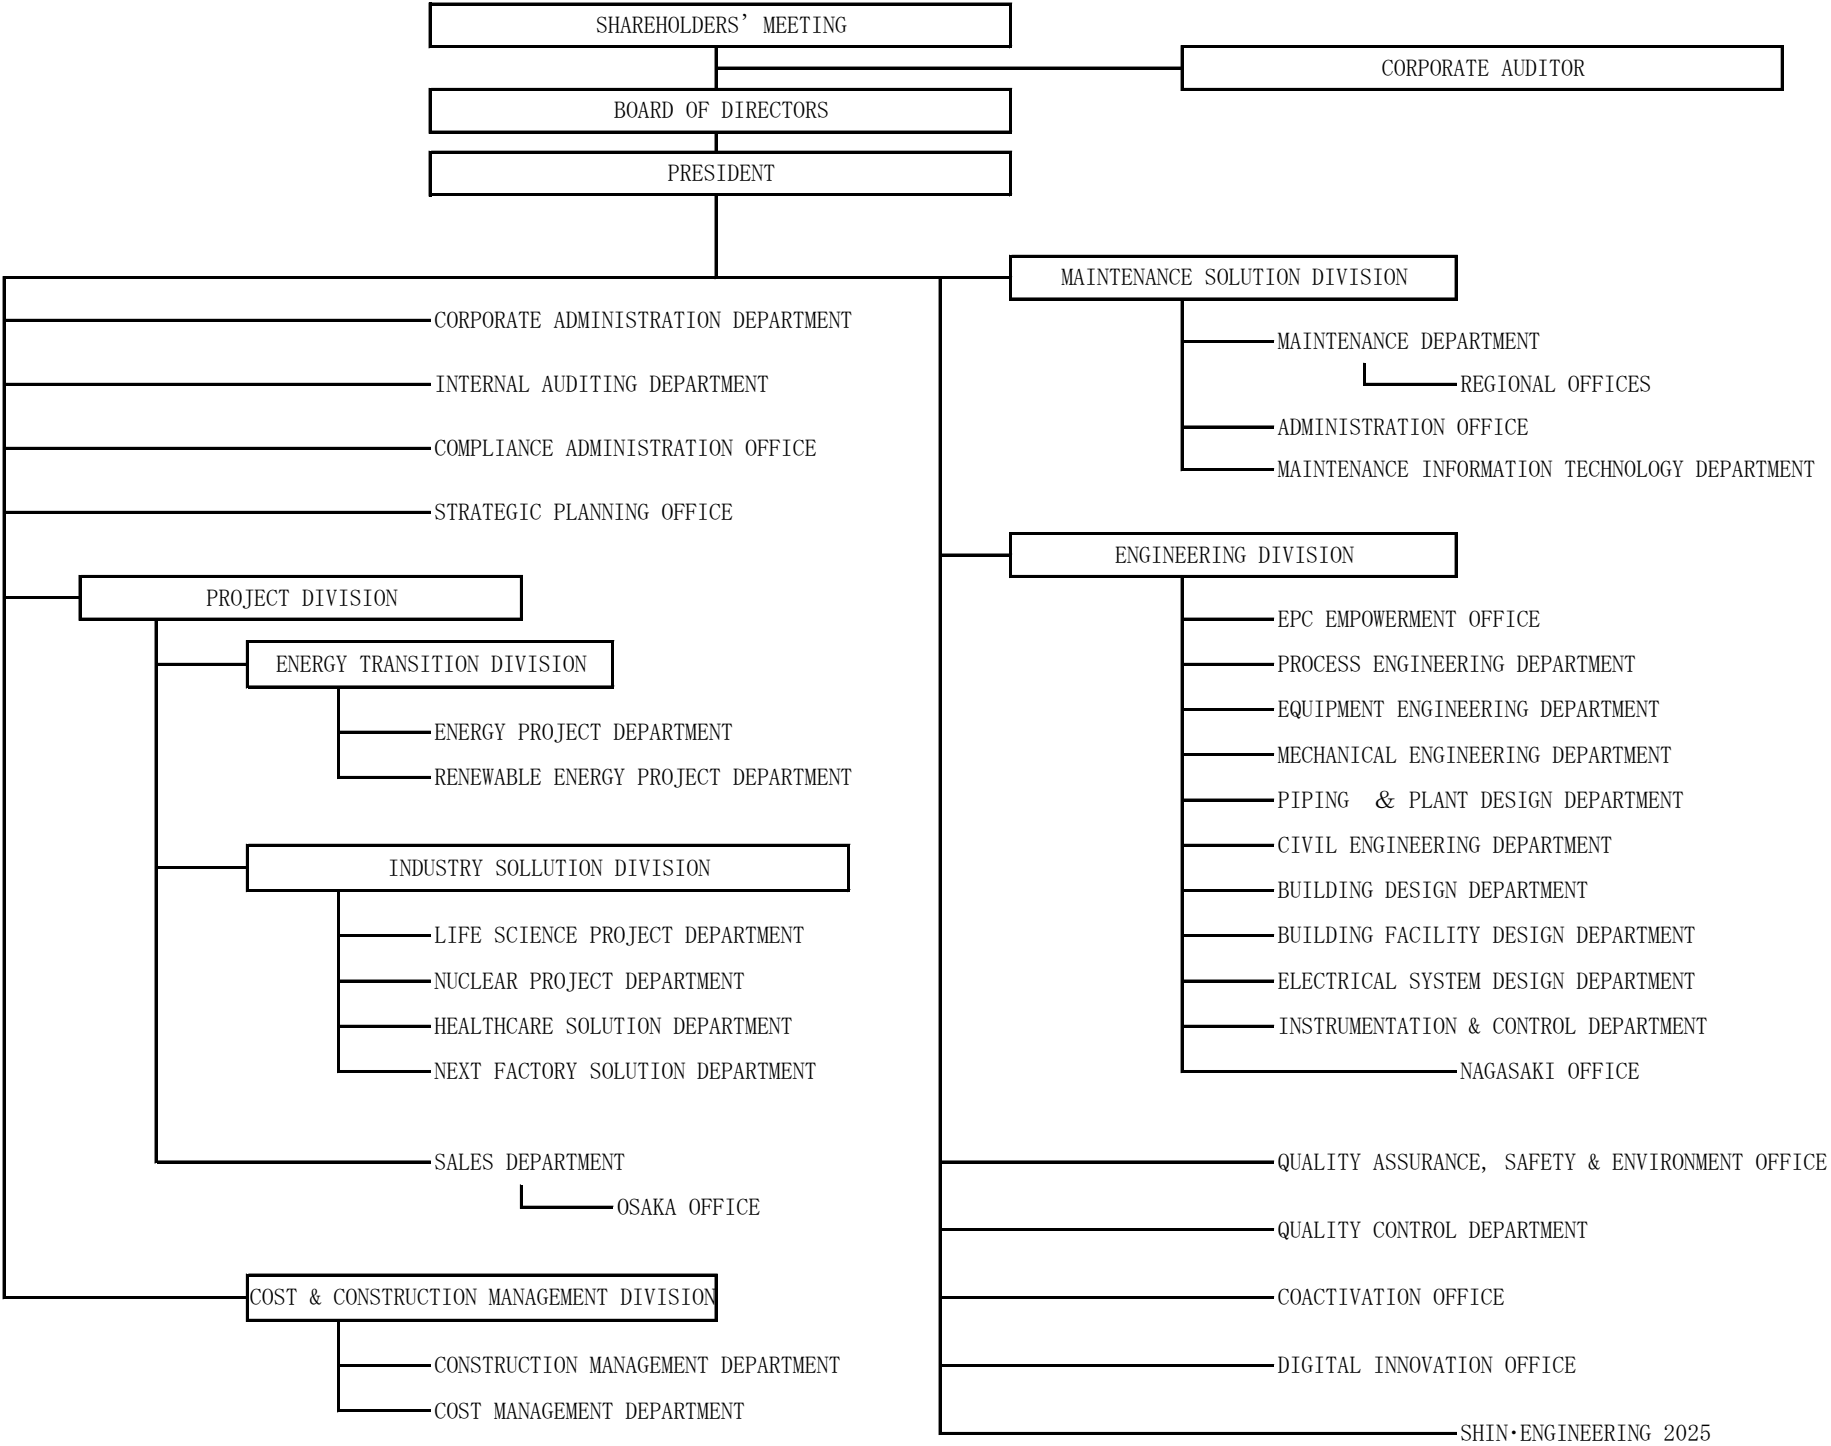 SHAREHOLDERS' MEETING
CORPORATE AUDITOR
BOARD OF DIRECTORS
PRESIDENT
CORPORATE ADMINISTRATION DEPARTMENT
INTERNAL AUDITING DEPARTMENT
COMPLIANCE ADMINISTRATION OFFICE
STRATEGIC PLANNING OFFICE
PROJECT DIVISION
ENERGY TRANSITION DIVISION
ENERGY PROJECT DEPARTMENT
RENEWABLE ENERGY PROJECT DEPARTMENT
INDUSTRY SOLLUTION DIVISION
LIFE SCIENCE PROJECT DEPARTMENT
NUCLEAR PROJECT DEPARTMENT
HEALTHCARE SOLUTION DEPARTMENT
NEXT FACTORY SOLUTION DEPARTMENT
SALES DEPARTMENT
OSAKA OFFICE
COST & CONSTRUCTION MANAGEMENT DIVISION
CONSTRUCTION MANAGEMENT DEPARTMENT
COST MANAGEMENT DEPARTMENT
MAINTENANCE SOLUTION DIVISION
MAINTENANCE DEPARTMENT
REGIONAL OFFICES
ADMINISTRATION OFFICE
MAINTENANCE INFORMATION TECHNOLOGY DEPARTMENT
ENGINEERING DIVISION
EPC EMPOWERMENT OFFICE
PROCESS ENGINEERING DEPARTMENT
EQUIPMENT ENGINEERING DEPARTMENT
MECHANICAL ENGINEERING DEPARTMENT
PIPING & PLANT DESIGN DEPARTMENT
CIVIL ENGINEERING DEPARTMENT
BUILDING DESIGN DEPARTMENT
BUILDING FACILITY DESIGN DEPARTMENT
ELECTRICAL SYSTEM DESIGN DEPARTMENT
INSTRUMENTATION & CONTROL DEPARTMENT
NAGASAKI OFFICE
QUALITY ASSURANCE, SAFETY & ENVIRONMENT OFFICE
QUALITY CONTROL DEPARTMENT
COACTIVATION OFFICE
DIGITAL INNOVATION OFFICE
SHIN･ENGINEERING 2025